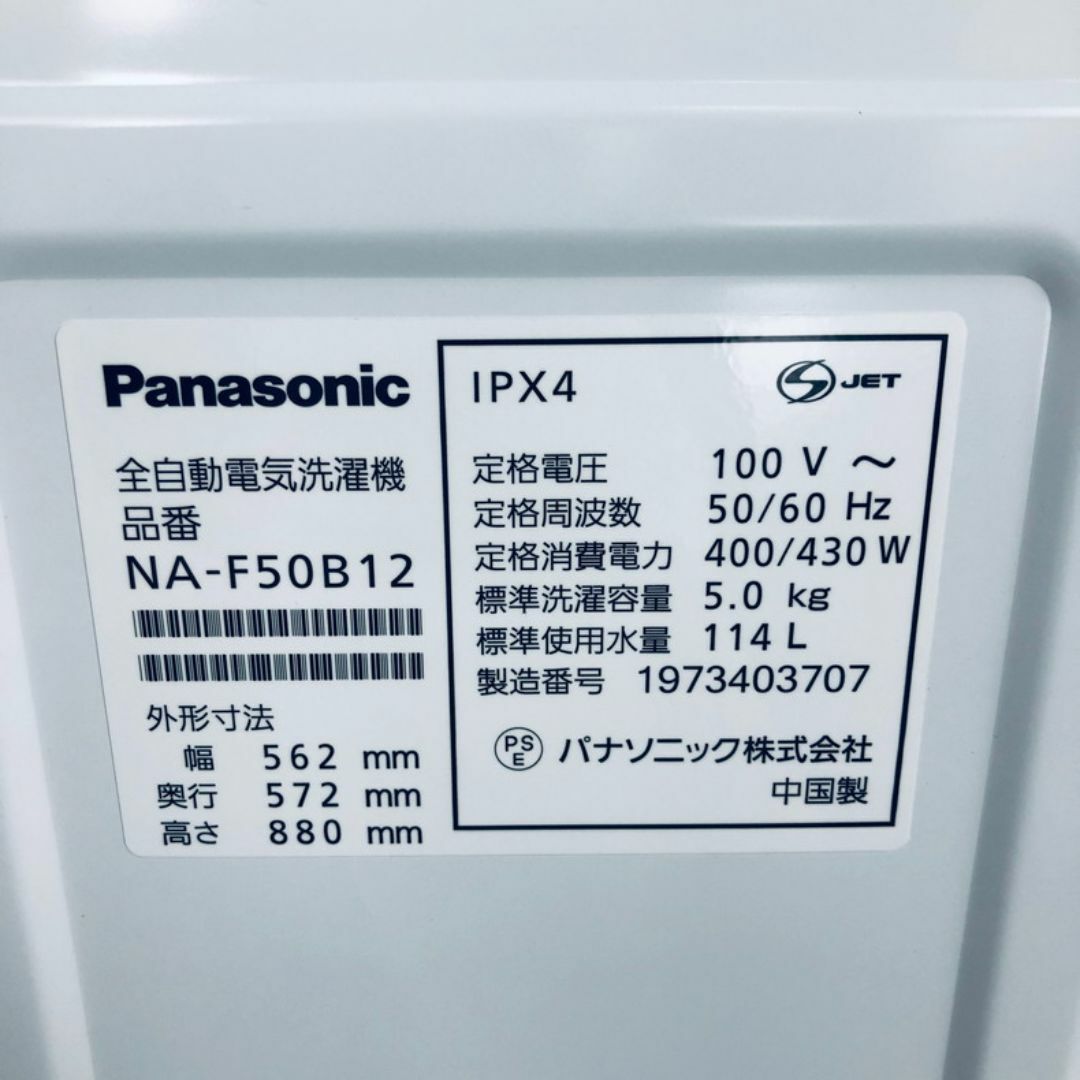 Panasonic
全自動電気洗濯機
品番
NA-F50B12
外形寸法
幅 562 mm
奥行 572 mm
高さ 880 mm
IPX4
S JET
定格電圧 100 V ～
定格周波数 50/60 Hz
定格消費電力 400/430 W
標準洗濯容量 5.0 kg
標準使用水量 114 L
製造番号 1973403707
PSE パナソニック株式会社
中国製